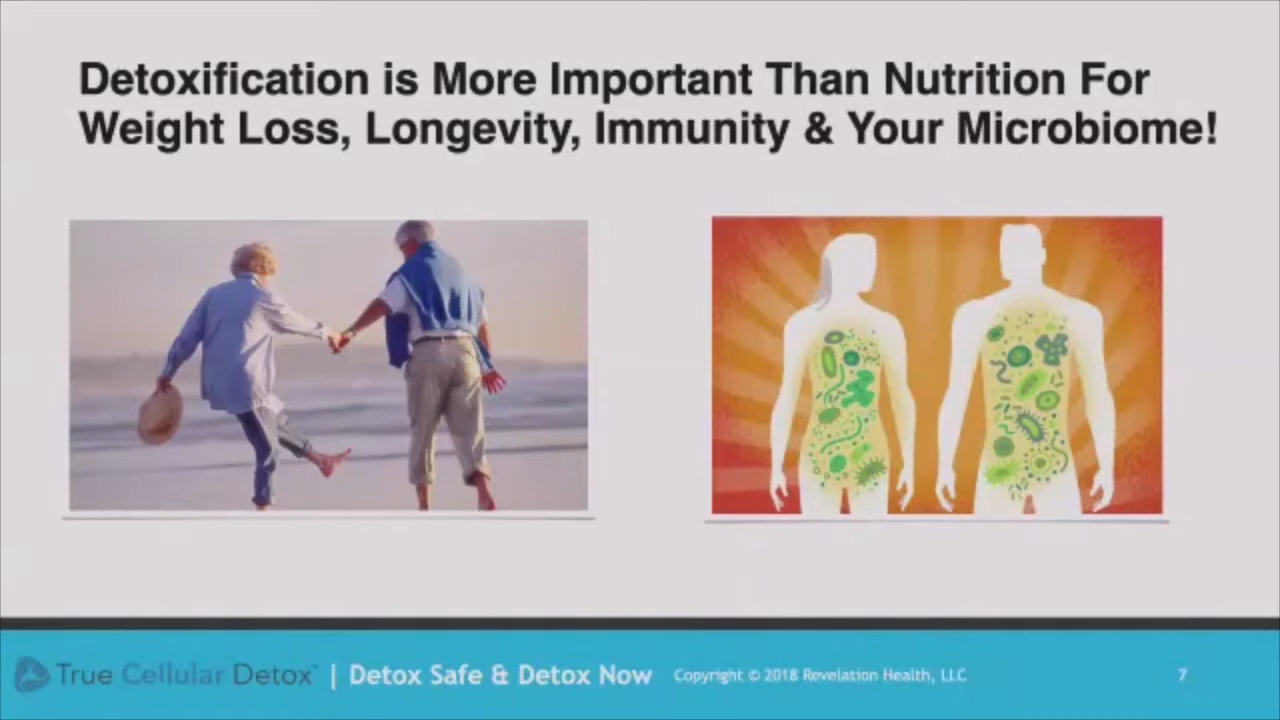 Detoxification is More Important Than Nutrition For
Weight Loss, Longevity, Immunity & Your Microbiome!
True Cellular Detox™ | Detox Safe & Detox Now Copyright © 2018 Revelation Health, LLC 7